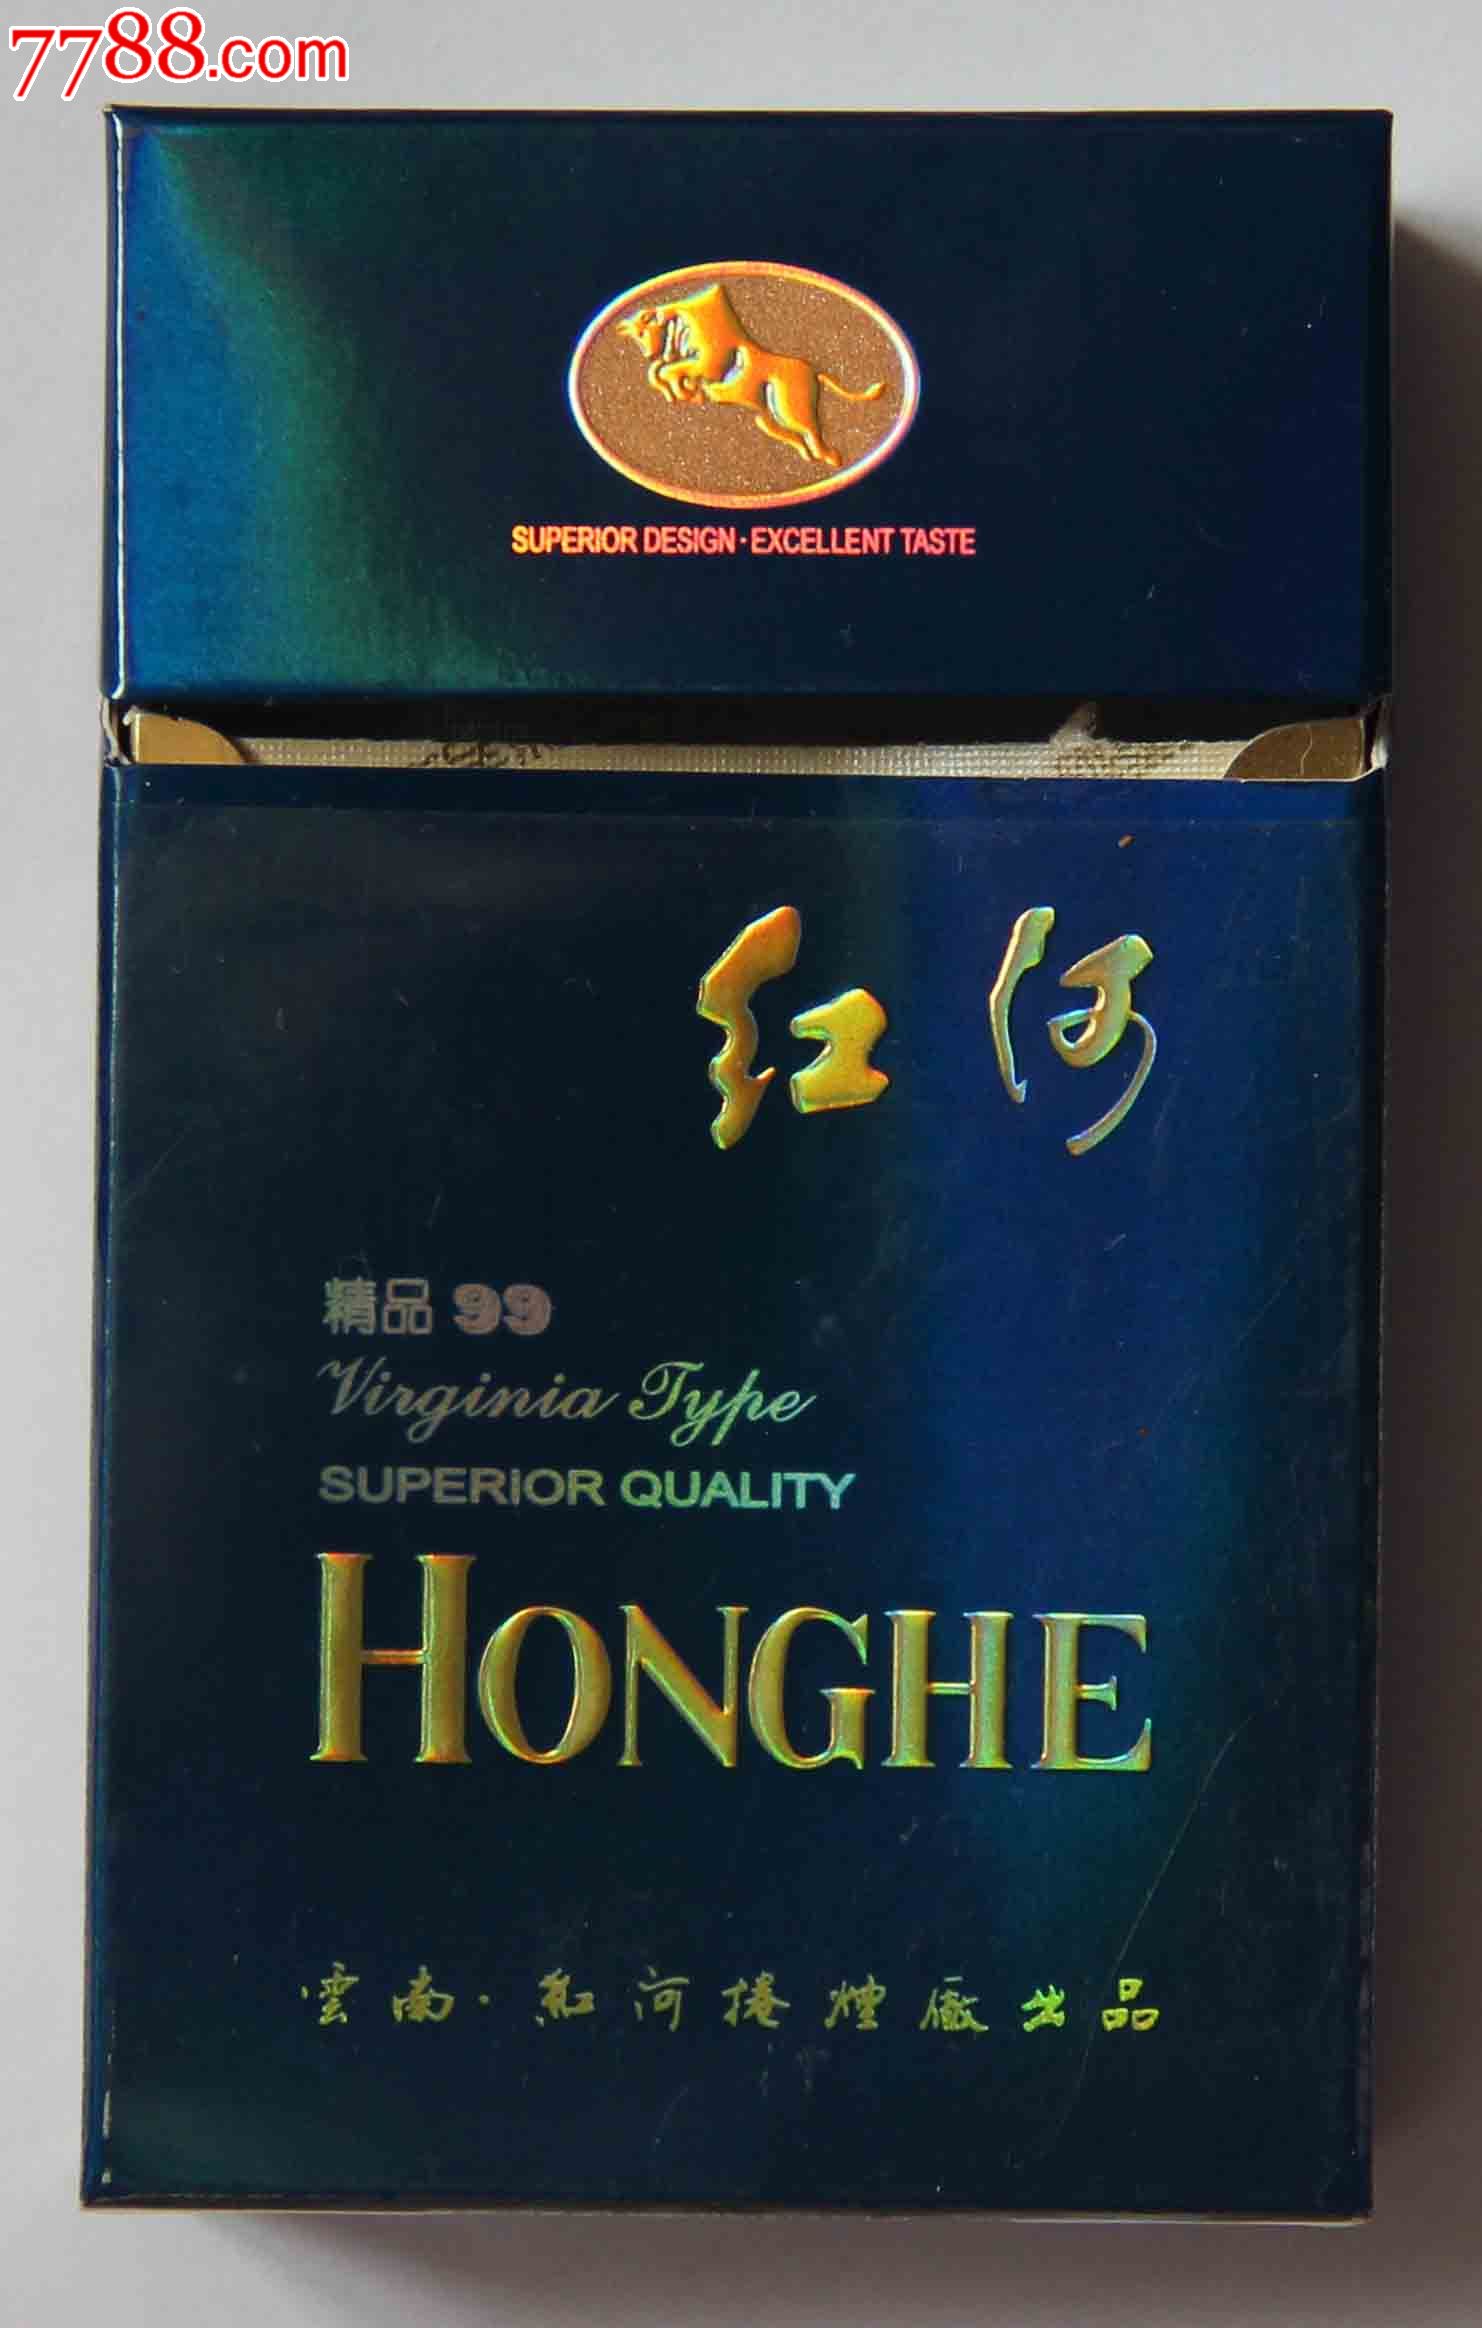 7788.com
SUPERIOR DESIGN·EXCELLENT TASTE
红河
精品 99
Virginia Type
SUPERiOR QUALITY
HONGHE
雲南·紅河捲煙廠出品